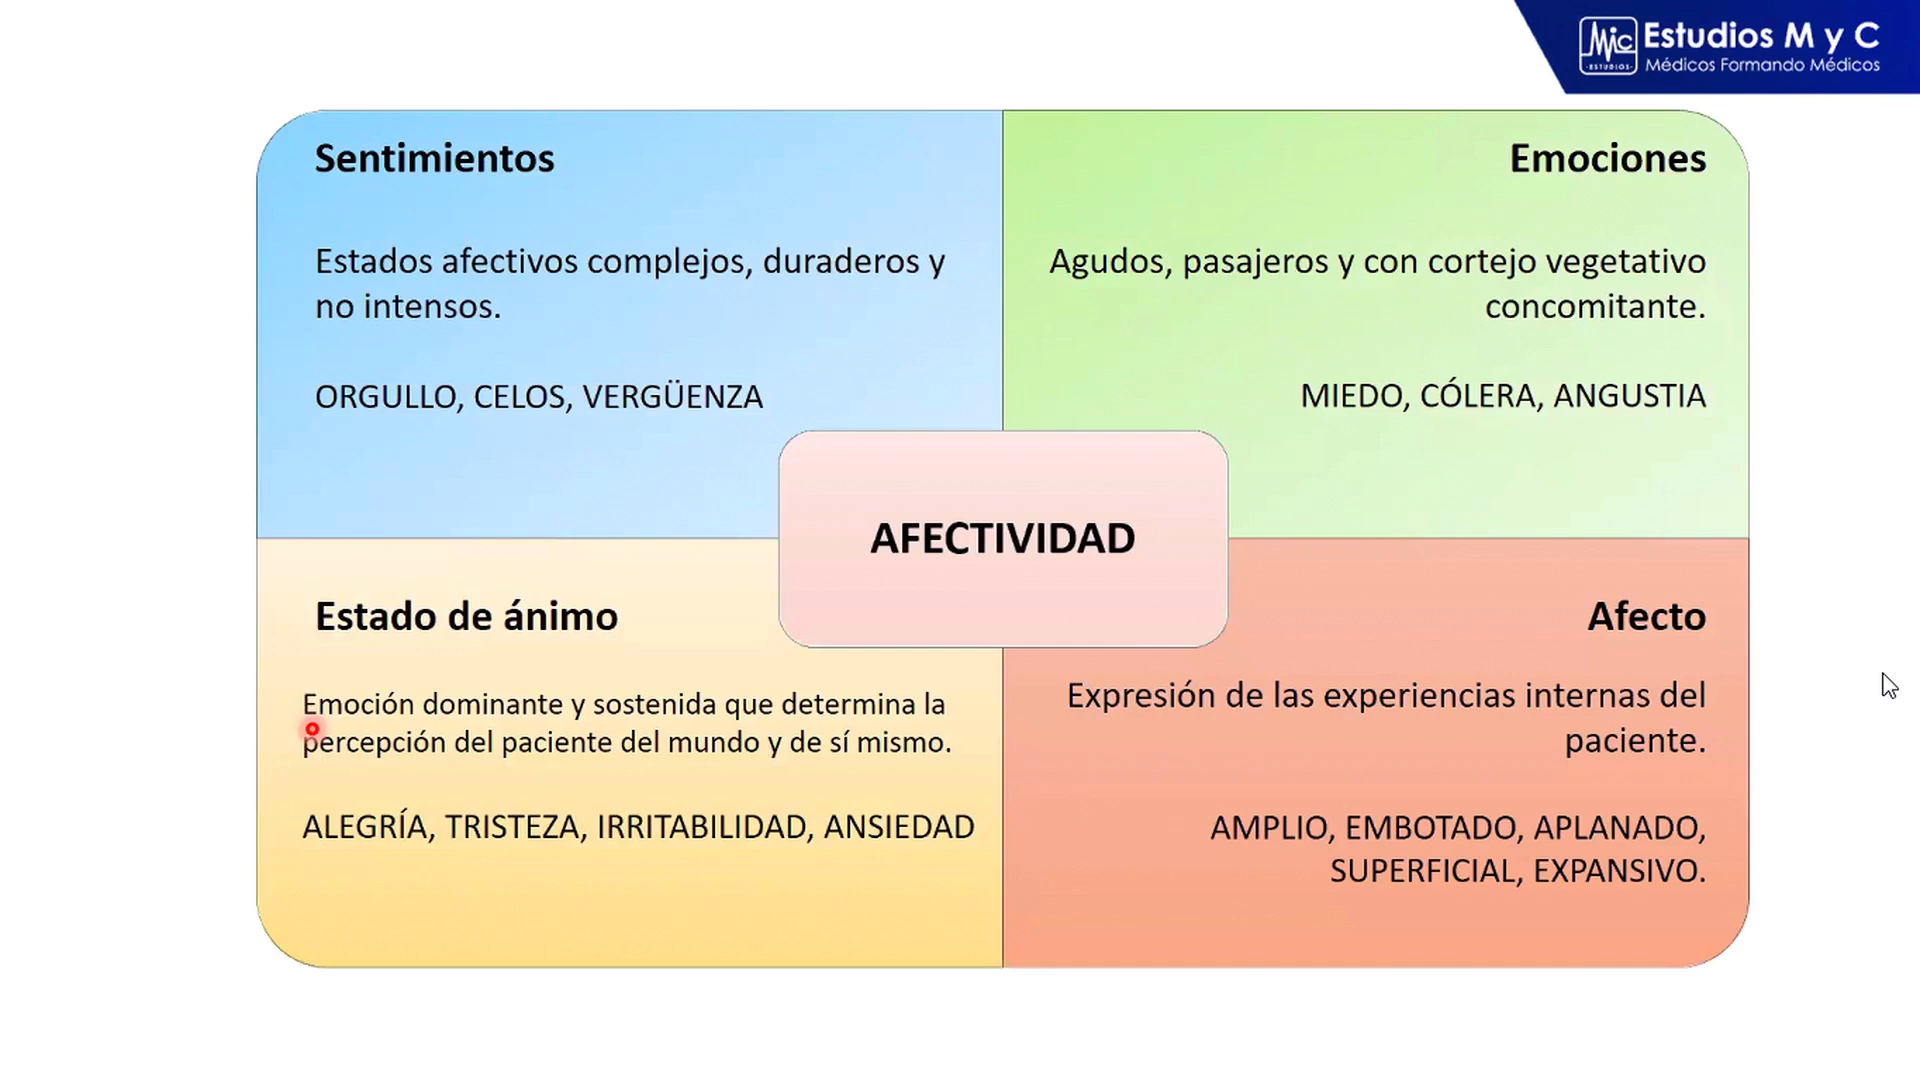 Mic
·ESTUDIOS·
Estudios M y C
Médicos Formando Médicos
Sentimientos
Estados afectivos complejos, duraderos y
no intensos.
ORGULLO, CELOS, VERGÜENZA
Emociones
Agudos, pasajeros y con cortejo vegetativo
concomitante.
MIEDO, CÓLERA, ANGUSTIA
AFECTIVIDAD
Estado de ánimo
Emoción dominante y sostenida que determina la
percepción del paciente del mundo y de sí mismo.
ALEGRÍA, TRISTEZA, IRRITABILIDAD, ANSIEDAD
Afecto
Expresión de las experiencias internas del
paciente.
AMPLIO, EMBOTADO, APLANADO,
SUPERFICIAL, EXPANSIVO.